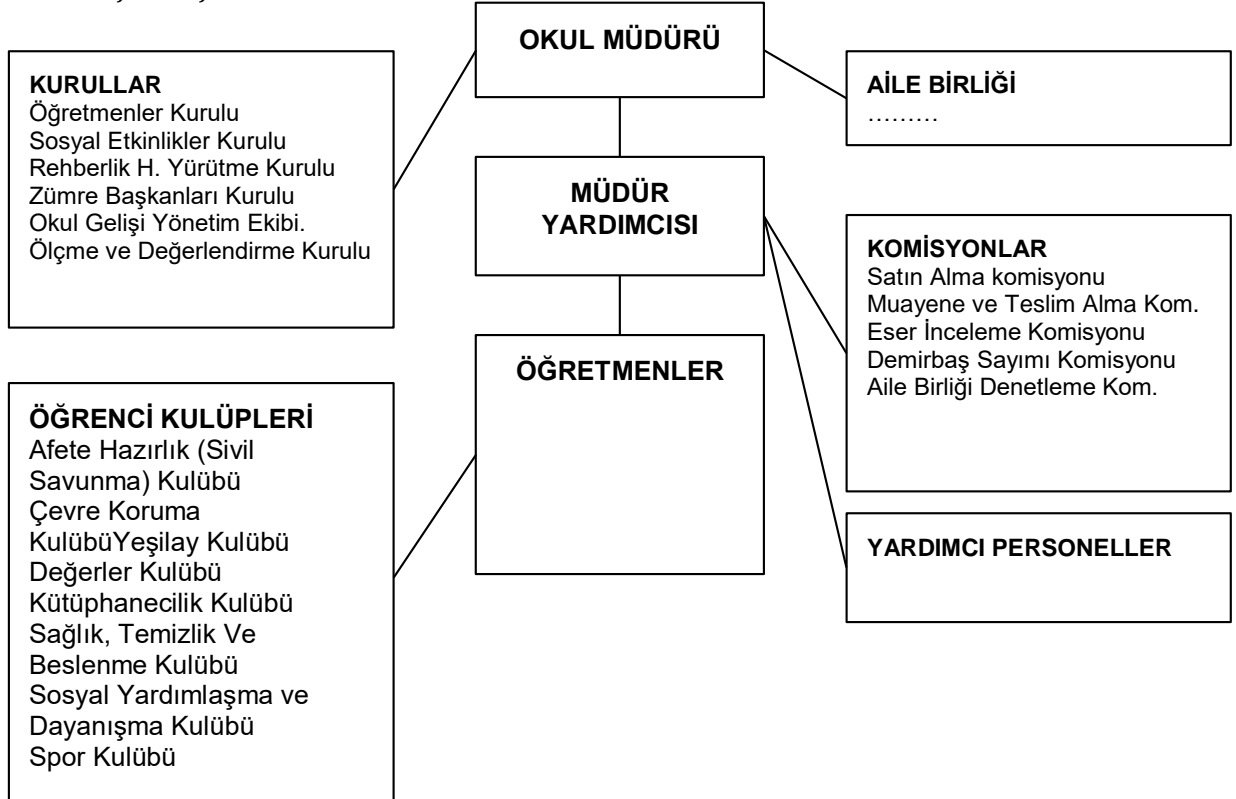 OKUL MÜDÜRÜ
KURULLAR
Öğretmenler Kurulu
Sosyal Etkinlikler Kurulu
Rehberlik H. Yürütme Kurulu
Zümre Başkanları Kurulu
Okul Gelişi Yönetim Ekibi.
Ölçme ve Değerlendirme Kurulu
AİLE BİRLİĞİ
………
MÜDÜR
YARDIMCISI
KOMİSYONLAR
Satın Alma komisyonu
Muayene ve Teslim Alma Kom.
Eser İnceleme Komisyonu
Demirbaş Sayımı Komisyonu
Aile Birliği Denetleme Kom.
ÖĞRETMENLER
ÖĞRENCİ KULÜPLERİ
Afete Hazırlık (Sivil
Savunma) Kulübü
Çevre Koruma
KulübüYeşilay Kulübü
Değerler Kulübü
Kütüphanecilik Kulübü
Sağlık, Temizlik Ve
Beslenme Kulübü
Sosyal Yardımlaşma ve
Dayanışma Kulübü
Spor Kulübü
YARDIMCI PERSONELLER